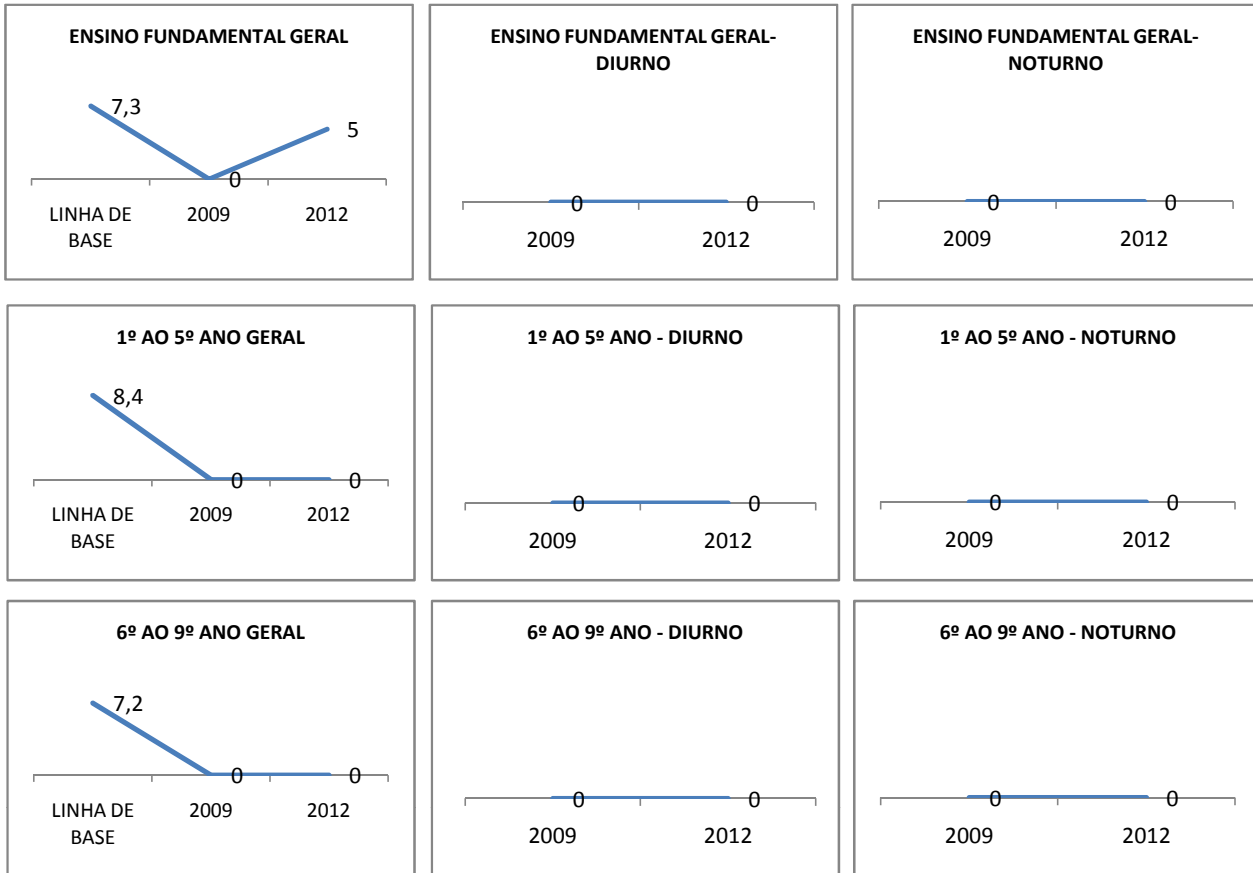 ENSINO FUNDAMENTAL GERAL
7,3
5
0
LINHA DE
BASE
2009
2012
ENSINO FUNDAMENTAL GERAL-
DIURNO
0
0
2009
2012
ENSINO FUNDAMENTAL GERAL-
NOTURNO
0
0
2009
2012
1º AO 5º ANO GERAL
8,4
0
0
LINHA DE
BASE
2009
2012
1º AO 5º ANO - DIURNO
0
0
2009
2012
1º AO 5º ANO - NOTURNO
0
0
2009
2012
6º AO 9º ANO GERAL
7,2
0
0
LINHA DE
BASE
2009
2012
6º AO 9º ANO - DIURNO
0
0
2009
2012
6º AO 9º ANO - NOTURNO
0
0
2009
2012